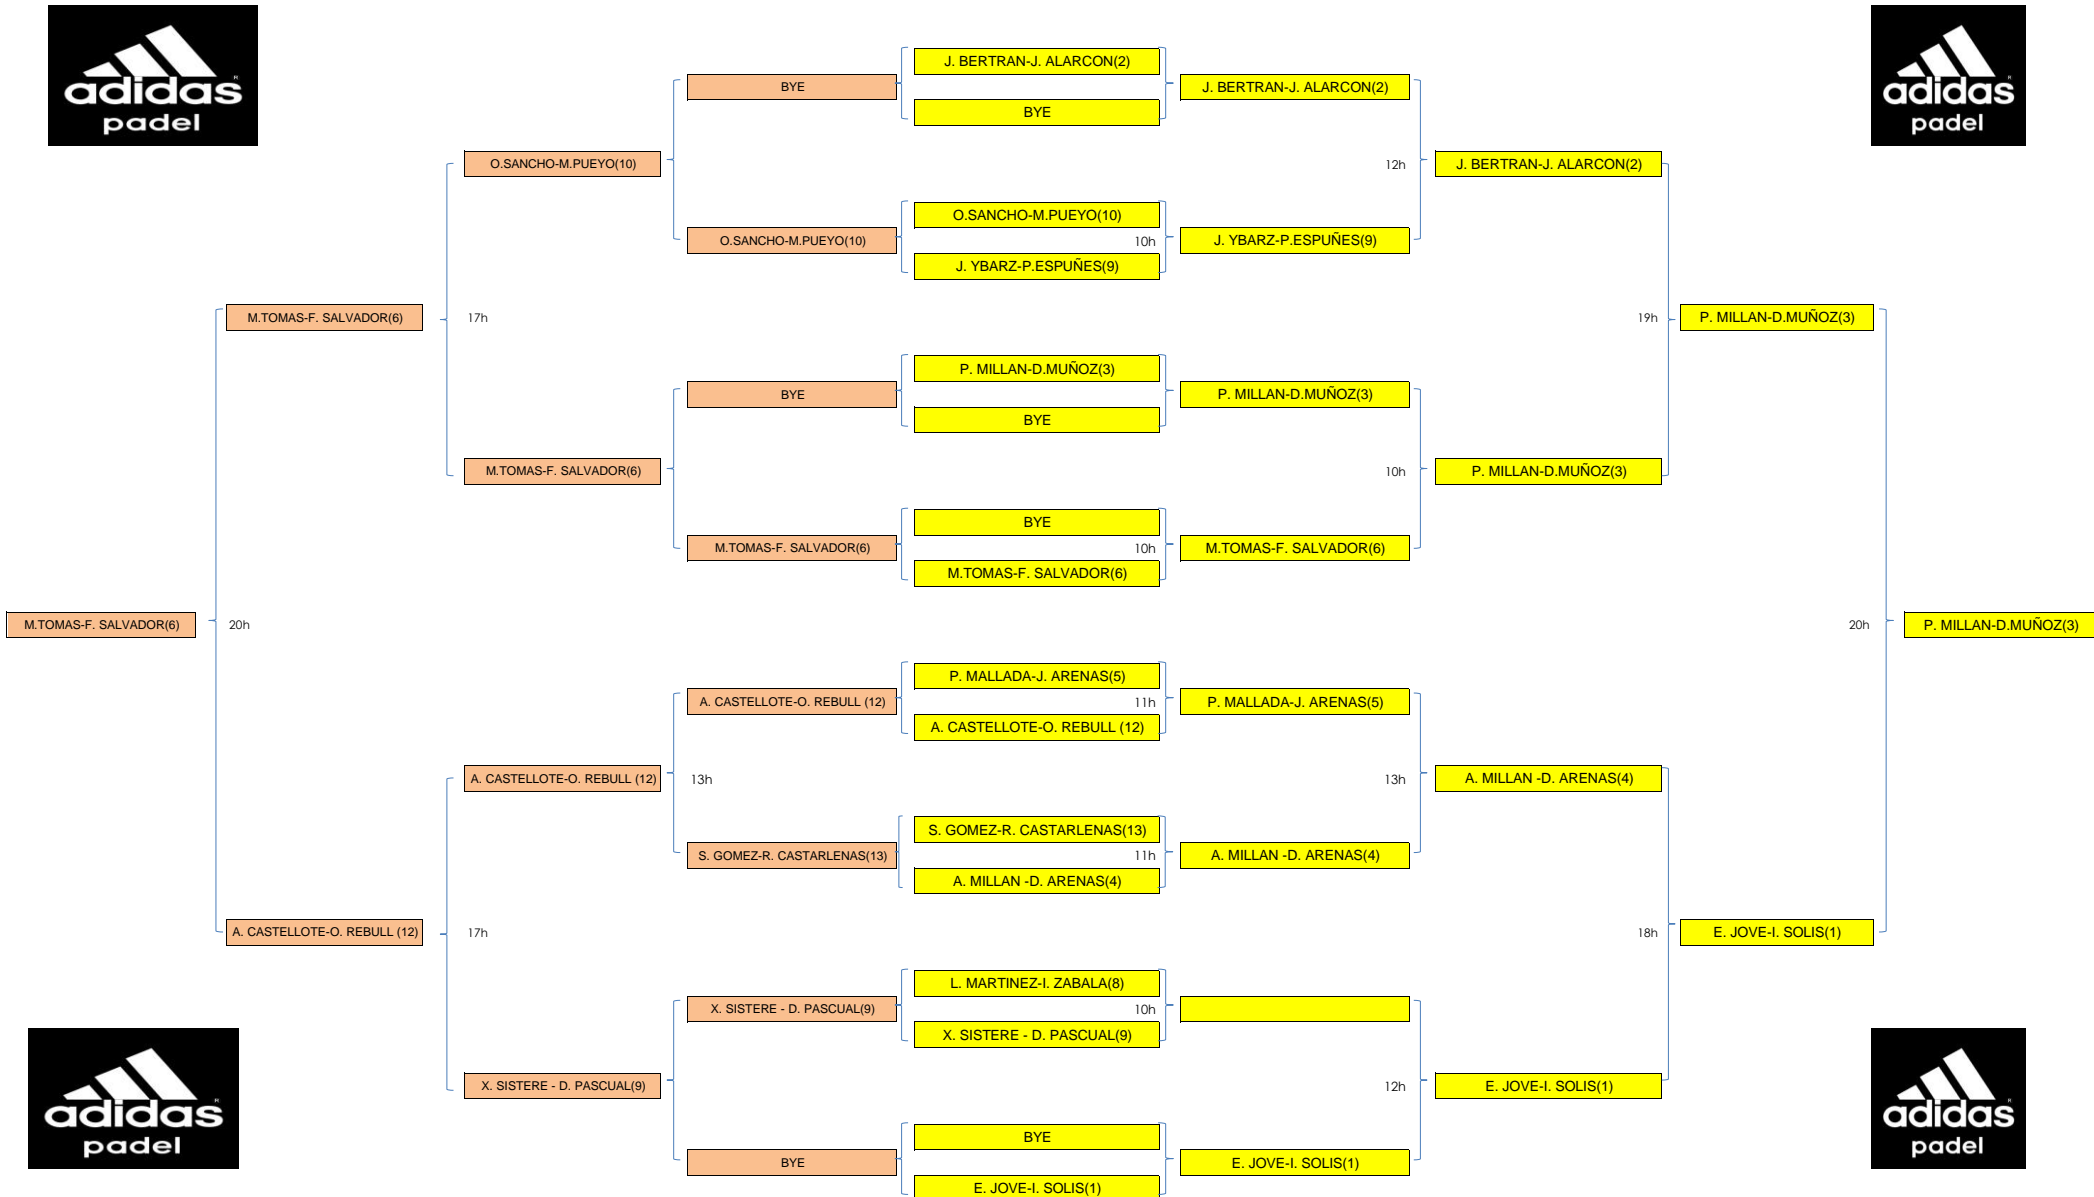 adidas
padel
adidas
padel
J. BERTRAN-J. ALARCON(2)
BYE
J. BERTRAN-J. ALARCON(2)
BYE
O.SANCHO-M.PUEYO(10)
12h
J. BERTRAN-J. ALARCON(2)
O.SANCHO-M.PUEYO(10)
O.SANCHO-M.PUEYO(10)
10h
J. YBARZ-P.ESPUÑES(9)
J. YBARZ-P.ESPUÑES(9)
M.TOMAS-F. SALVADOR(6)
17h
19h
P. MILLAN-D.MUÑOZ(3)
P. MILLAN-D.MUÑOZ(3)
BYE
P. MILLAN-D.MUÑOZ(3)
BYE
M.TOMAS-F. SALVADOR(6)
10h
P. MILLAN-D.MUÑOZ(3)
BYE
M.TOMAS-F. SALVADOR(6)
10h
M.TOMAS-F. SALVADOR(6)
M.TOMAS-F. SALVADOR(6)
M.TOMAS-F. SALVADOR(6)
20h
20h
P. MILLAN-D.MUÑOZ(3)
P. MALLADA-J. ARENAS(5)
A. CASTELLOTE-O. REBULL (12)
11h
P. MALLADA-J. ARENAS(5)
A. CASTELLOTE-O. REBULL (12)
A. CASTELLOTE-O. REBULL (12)
13h
13h
A. MILLAN -D. ARENAS(4)
S. GOMEZ-R. CASTARLENAS(13)
S. GOMEZ-R. CASTARLENAS(13)
11h
A. MILLAN -D. ARENAS(4)
A. MILLAN -D. ARENAS(4)
A. CASTELLOTE-O. REBULL (12)
17h
18h
E. JOVE-I. SOLIS(1)
L. MARTINEZ-I. ZABALA(8)
X. SISTERE - D. PASCUAL(9)
10h
X. SISTERE - D. PASCUAL(9)
X. SISTERE - D. PASCUAL(9)
12h
E. JOVE-I. SOLIS(1)
BYE
BYE
E. JOVE-I. SOLIS(1)
E. JOVE-I. SOLIS(1)
adidas
padel
adidas
padel